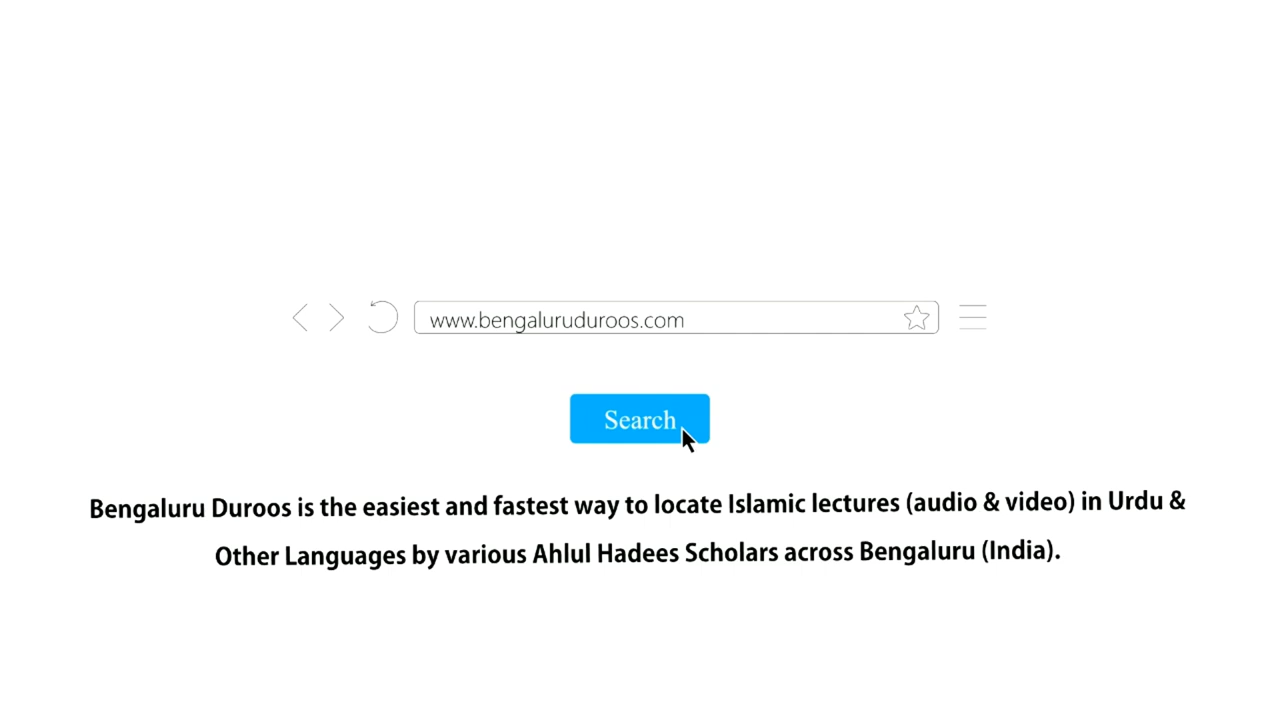 www.bengaluruduroos.com
Search
Bengaluru Duroos is the easiest and fastest way to locate Islamic lectures (audio & video) in Urdu &
Other Languages by various Ahlul Hadees Scholars across Bengaluru (India).